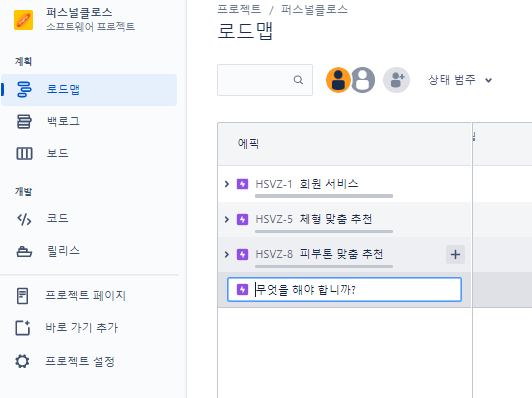 퍼스널클로스
소프트웨어 프로젝트
계획
로드맵
백로그
보드
개발
코드
릴리스
프로젝트 페이지
바로 가기 추가
프로젝트 설정
프로젝트 / 퍼스널클로스
로드맵
상태 범주
에픽
HSVZ-1 회원 서비스
HSVZ-5 체형 맞춤 추천
HSVZ-8 피부톤 맞춤 추천
무엇을 해야 합니까?